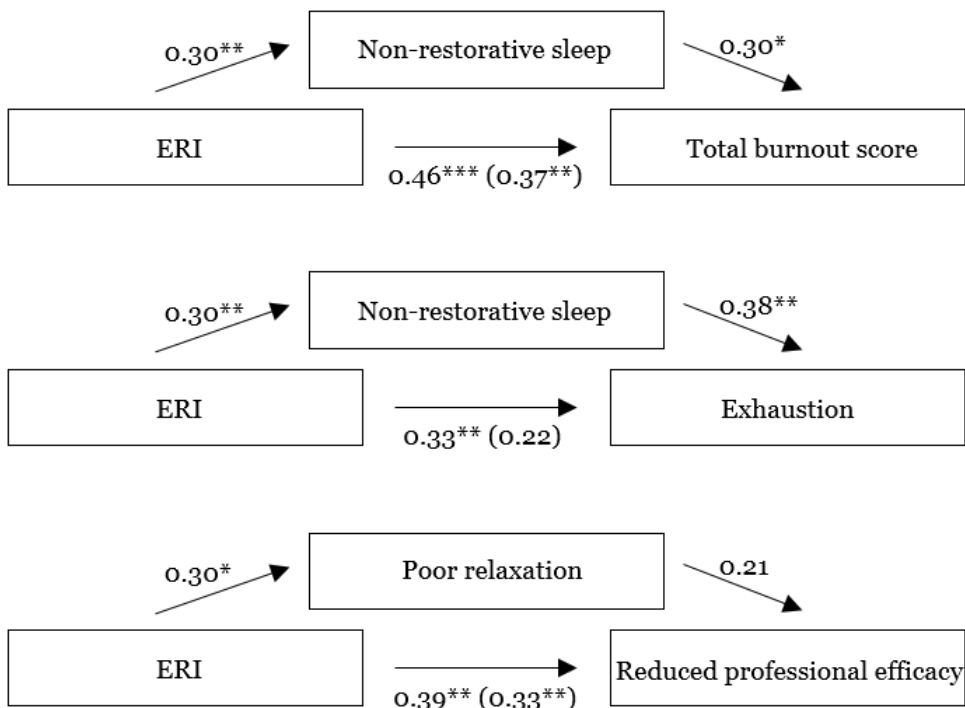 0.30**
Non-restorative sleep
0.30*
ERI
0.46*** (0.37**)
Total burnout score
0.30**
Non-restorative sleep
0.38**
ERI
0.33** (0.22)
Exhaustion
0.30*
Poor relaxation
0.21
ERI
0.39** (0.33**)
Reduced professional efficacy